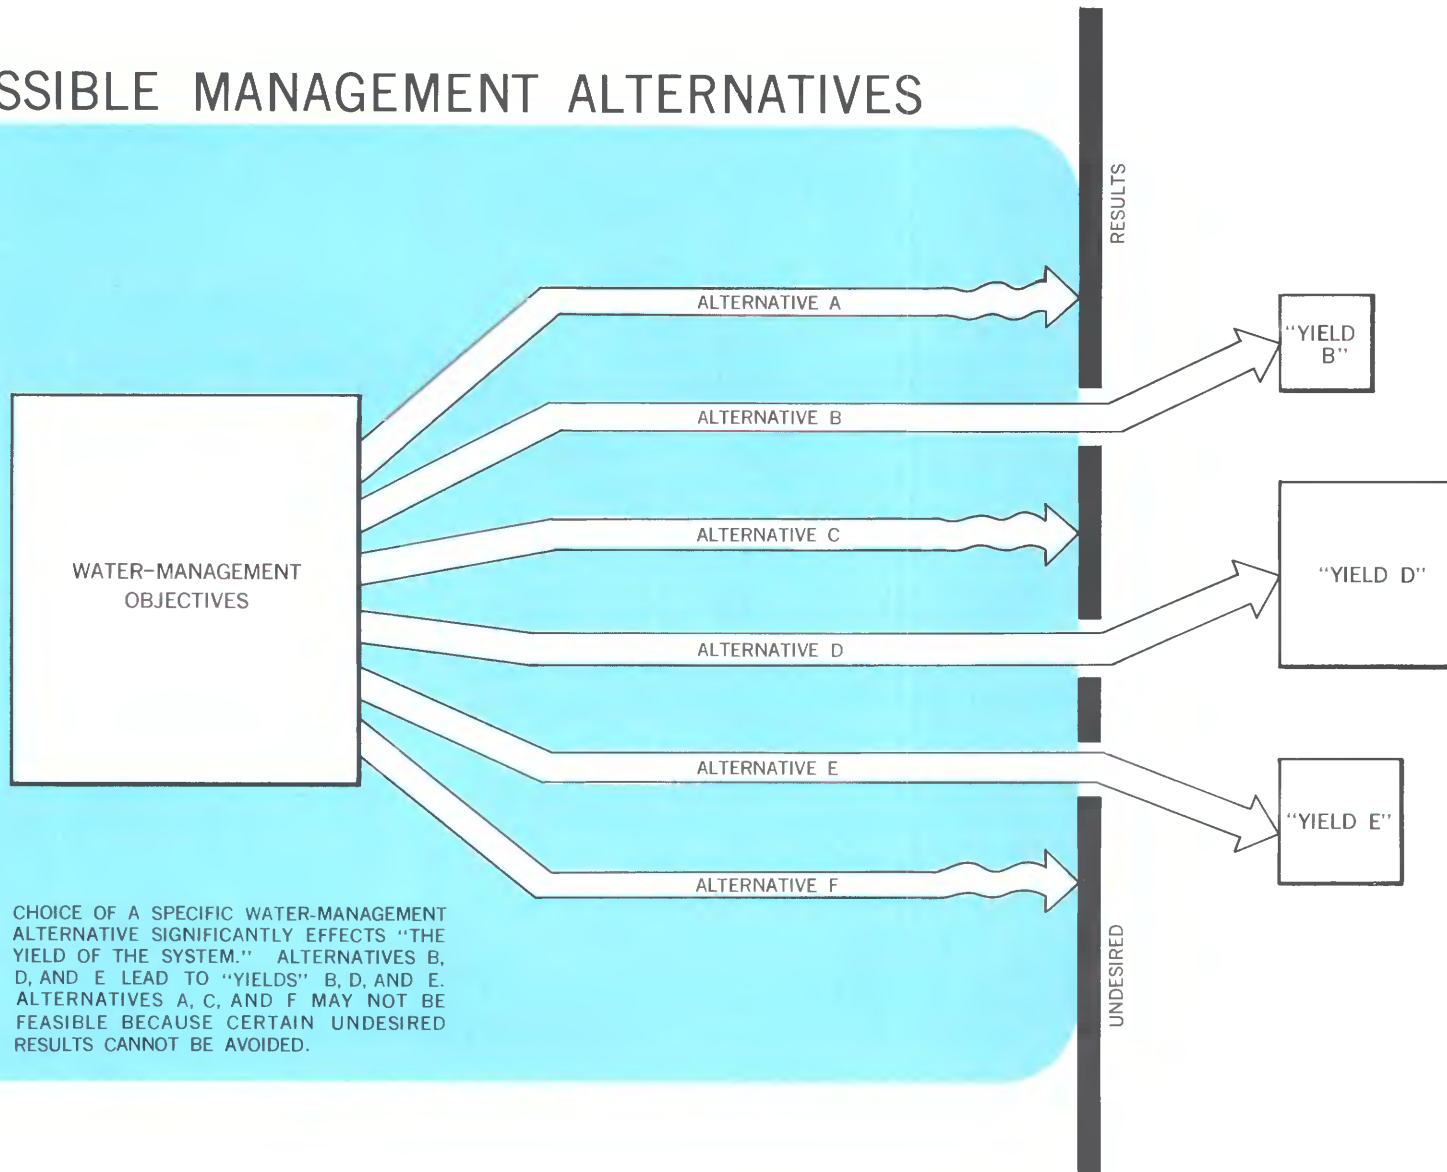 SSIBLE MANAGEMENT ALTERNATIVES
RESULTS
ALTERNATIVE A
"YIELD
B"
ALTERNATIVE B
ALTERNATIVE C
WATER-MANAGEMENT
OBJECTIVES
"YIELD D"
ALTERNATIVE D
ALTERNATIVE E
"YIELD E"
ALTERNATIVE F
CHOICE OF A SPECIFIC WATER-MANAGEMENT
ALTERNATIVE SIGNIFICANTLY EFFECTS "THE
YIELD OF THE SYSTEM." ALTERNATIVES B,
D, AND E LEAD TO "YIELDS" B, D, AND E.
ALTERNATIVES A, C, AND F MAY NOT BE
FEASIBLE BECAUSE CERTAIN UNDESIRED
RESULTS CANNOT BE AVOIDED.
UNDESIRED